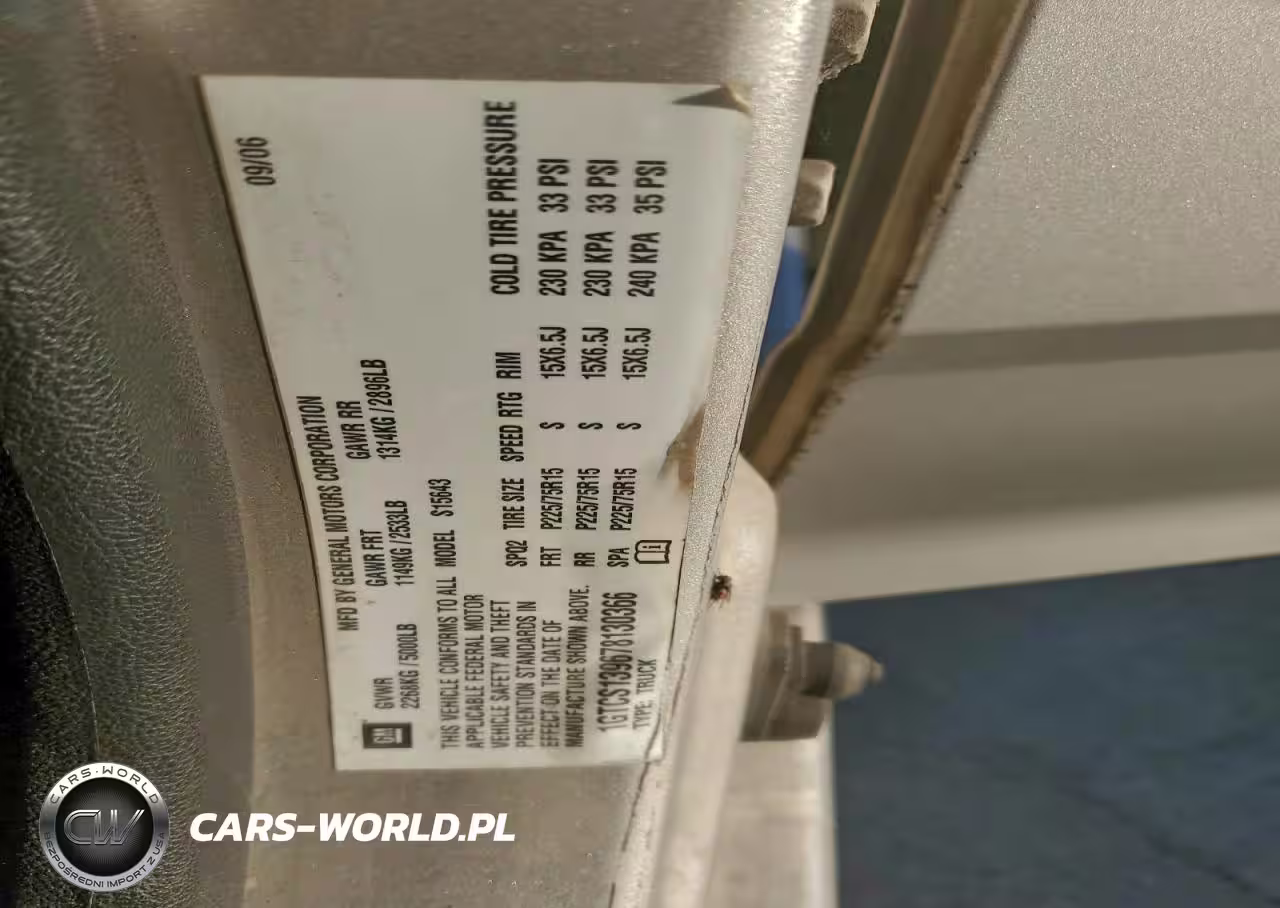 MFD BY GENERAL MOTORS CORPORATION 09/06
GM GVWR GAWR FRT GAWR RR
2268KG / 5000LB 1149KG / 2533LB 1314KG / 2896LB
THIS VEHICLE CONFORMS TO ALL MODEL S15643
APPLICABLE FEDERAL MOTOR
VEHICLE SAFETY AND THEFT
PREVENTION STANDARDS IN
EFFECT ON THE DATE OF
MANUFACTURE SHOWN ABOVE.
1GTCS139678130366
TYPE TRUCK
SPQ2 TIRE SIZE SPEED RTG RIM COLD TIRE PRESSURE
FRT P225/75R15 S 15X6.5J 230 KPA 33 PSI
RR P225/75R15 S 15X6.5J 230 KPA 33 PSI
SPA P225/75R15 S 15X6.5J 240 KPA 35 PSI
CARS-WORLD
CW
BEZPOŚREDNI IMPORT Z USA
CARS-WORLD.PL